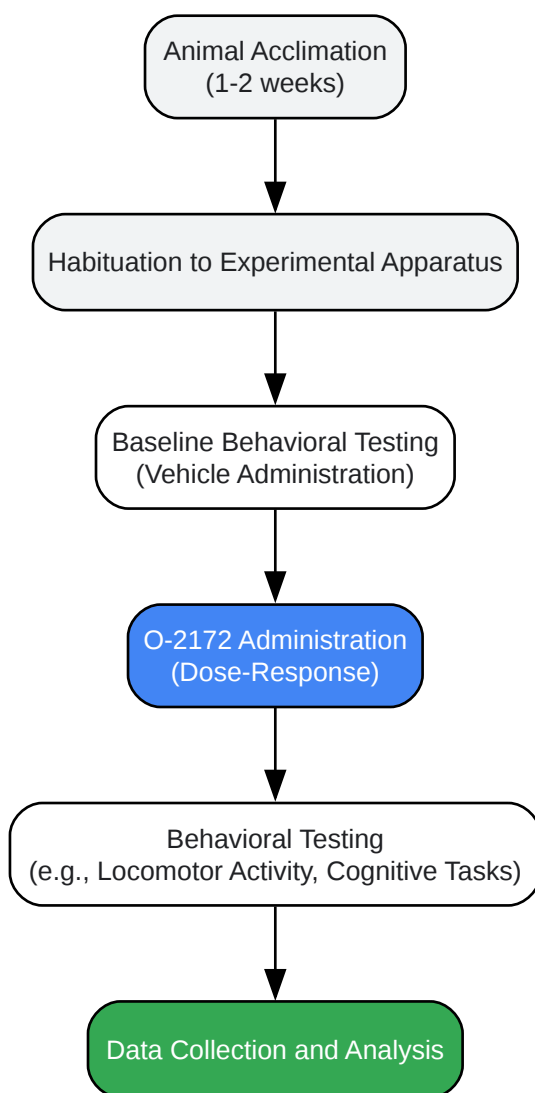 Animal Acclimation
(1-2 weeks)
Habituation to Experimental Apparatus
Baseline Behavioral Testing
(Vehicle Administration)
O-2172 Administration
(Dose-Response)
Behavioral Testing
(e.g., Locomotor Activity, Cognitive Tasks)
Data Collection and Analysis